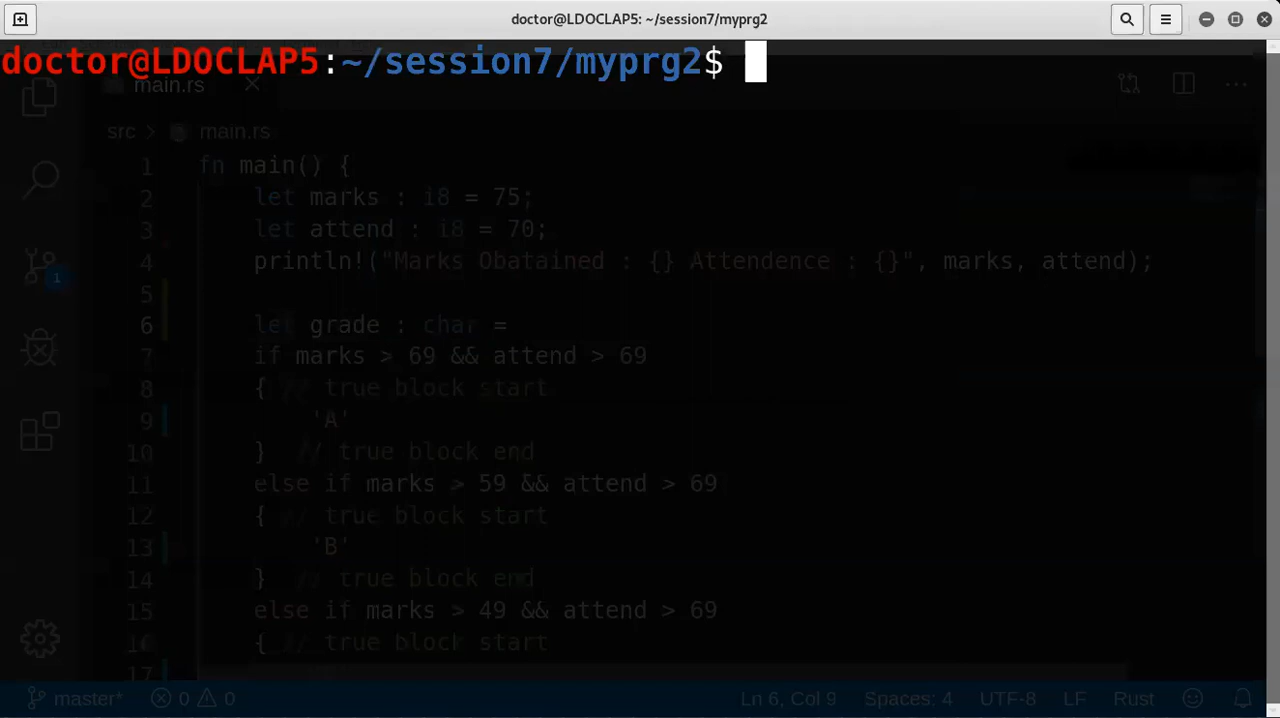 doctor@LDOCLAP5: ~/session7/myprg2
doctor@LDOCLAP5:~/session7/myprg2$
main.rs
src > main.rs
1 fn main() {
2 let marks : i8 = 75;
3 let attend : i8 = 70;
4 println!("Marks Obatained : {} Attendence : {}", marks, attend);
5
6 let grade : char =
7 if marks > 69 && attend > 69
8 { // true block start
9 'A'
10 } // true block end
11 else if marks > 59 && attend > 69
12 { // true block start
13 'B'
14 } // true block end
15 else if marks > 49 && attend > 69
16 { // true block start
17
1
master* 0 0 Ln 6, Col 9 Spaces: 4 UTF-8 LF Rust